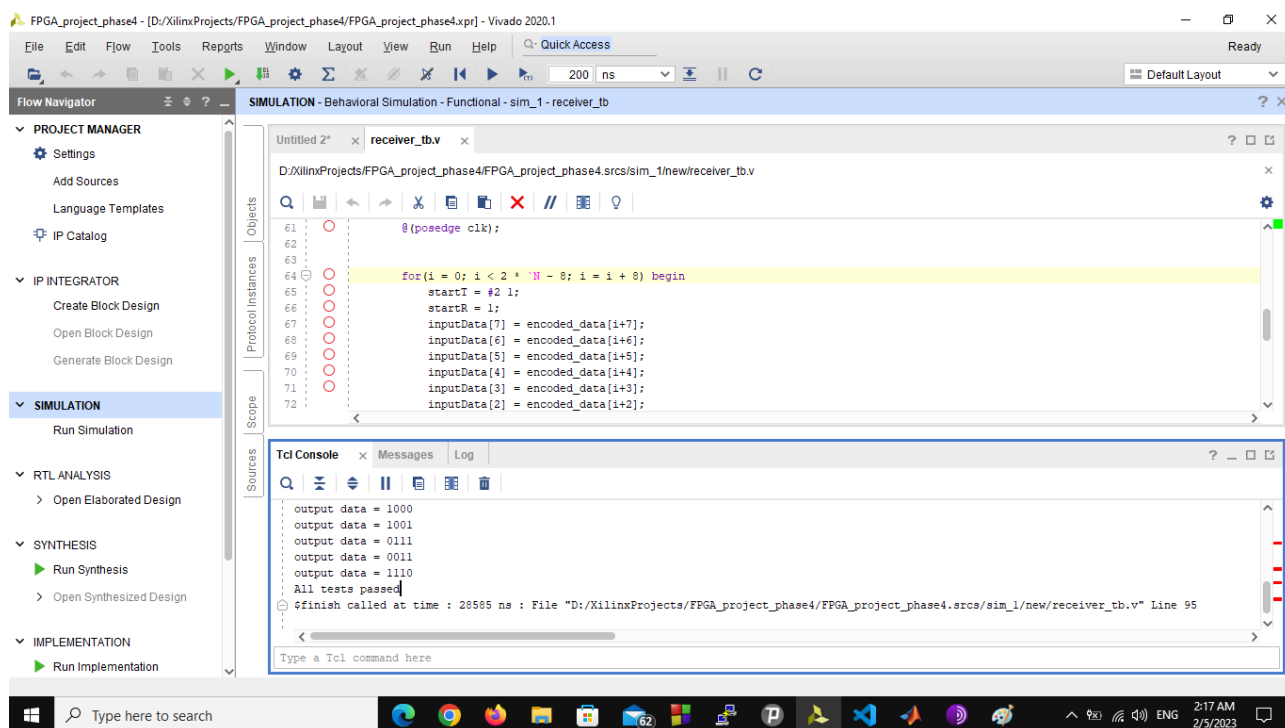 FPGA_project_phase4 - [D:/XilinxProjects/FPGA_project_phase4/FPGA_project_phase4.xpr] - Vivado 2020.1
File Edit Flow Tools Reports Window Layout View Run Help Quick Access Ready
200 ns Default Layout
Flow Navigator
SIMULATION - Behavioral Simulation - Functional - sim_1 - receiver_tb
PROJECT MANAGER
Settings
Add Sources
Language Templates
IP Catalog
IP INTEGRATOR
Create Block Design
Open Block Design
Generate Block Design
SIMULATION
Run Simulation
RTL ANALYSIS
Open Elaborated Design
SYNTHESIS
Run Synthesis
Open Synthesized Design
IMPLEMENTATION
Run Implementation
Objects
Protocol Instances
Scope
Sources
Untitled 2* receiver_tb.v
D:/XilinxProjects/FPGA_project_phase4/FPGA_project_phase4.srcs/sim_1/new/receiver_tb.v
61 @(posedge clk);
62
63
64 for(i = 0; i < 2 * `N - 8; i = i + 8) begin
65 startT = #2 1;
66 startR = 1;
67 inputData[7] = encoded_data[i+7];
68 inputData[6] = encoded_data[i+6];
69 inputData[5] = encoded_data[i+5];
70 inputData[4] = encoded_data[i+4];
71 inputData[3] = encoded_data[i+3];
72 inputData[2] = encoded_data[i+2];
Tcl Console Messages Log
output data = 1000
output data = 1001
output data = 0111
output data = 0011
output data = 1110
All tests passed
$finish called at time : 28585 ns : File "D:/XilinxProjects/FPGA_project_phase4/FPGA_project_phase4.srcs/sim_1/new/receiver_tb.v" Line 95
Type a Tcl command here
Type here to search
62
ENG
2:17 AM
2/5/2023